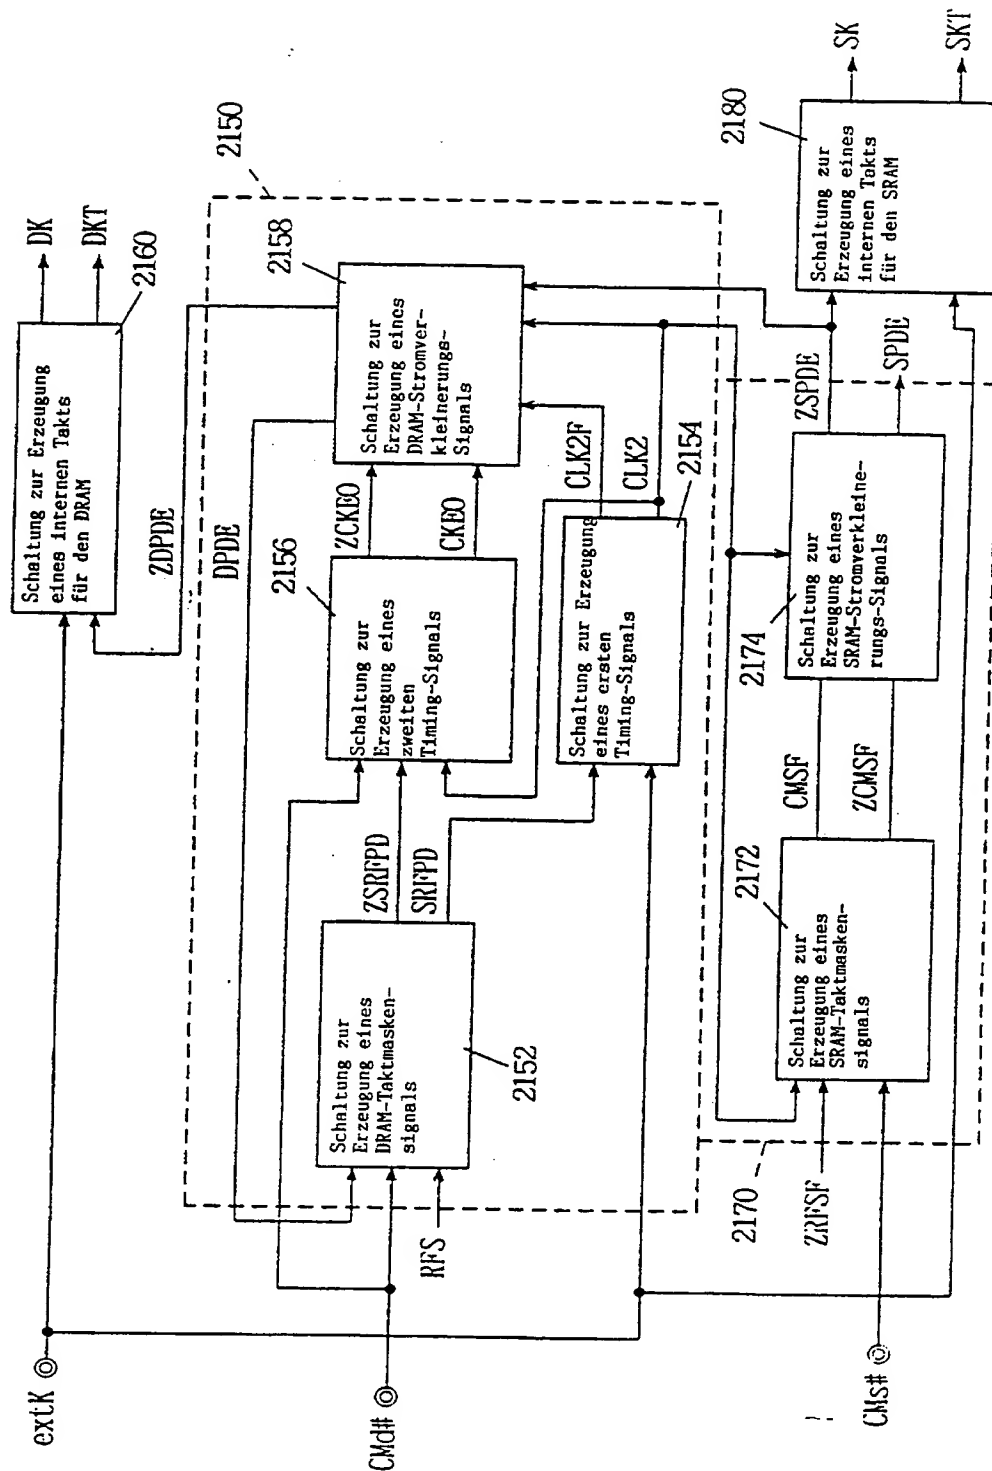 extK
CMd#
CMs#
Schaltung zur Erzeugung
eines internen Takts
für den DRAM
2160
DK
DKT
ZDPDE
DPDE
2150
Schaltung zur
Erzeugung eines
DRAM-Taktmasken-
signals
2152
RFS
ZSRFPD
SRFPD
Schaltung zur
Erzeugung eines
zweiten
Timing-Signals
2156
ZCKEO
CKEO
Schaltung zur
Erzeugung eines
DRAM-Stromver-
kleinerungs-
Signals
2158
Schaltung zur Erzeugung
eines ersten
Timing-Signals
2154
CLK2F
CLK2
2170
ZRFSF
Schaltung zur
Erzeugung eines
SRAM-Taktmasken-
signals
2172
CMSF
ZCMSF
Schaltung zur
Erzeugung eines
SRAM-Stromverkleine-
rungs-Signals
2174
ZSPDE
SPDE
Schaltung zur
Erzeugung eines
internen Takts
für den SRAM
2180
SK
SKT